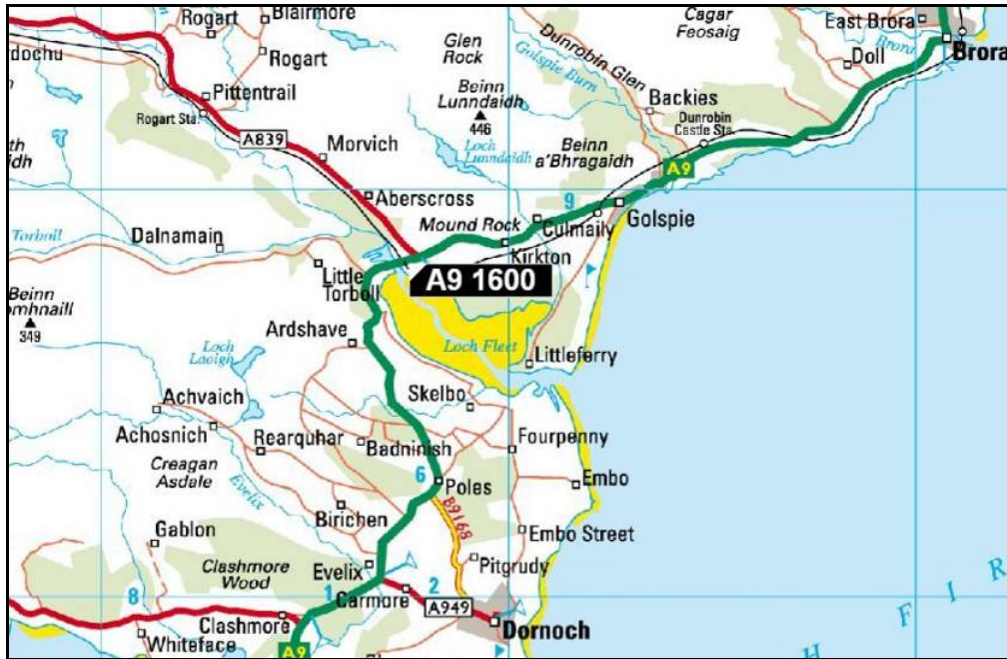 Rogart
Blairmore
Cagar
Feosaig
East Brora
Brora
Brora
dochu
Rogart
Glen
Rock
Dunrobin Glen
Golspie Burn
Doll
Pittentrail
Rogart Sta.
Beinn
Lunndaidh
446
Backies
Dunrobin
Castle Sta.
A839
Morvich
Loch
Lunndaidh
Beinn
a'Bhragaidh
A9
th
idh
Aberscross
9
Golspie
Mound Rock
Culmaily
Torboll
Dalnamain
Kirkton
Little
Torboll
A9 1600
Beinn
omhnaill
349
Ardshave
Loch
Laoigh
Loch Fleet
Littleferry
Achvaich
Skelbo
Achosnich
Rearquhar
Badninish
Fourpenny
Creagan
Asdale
Evelix
6
Poles
Embo
B9168
Birichen
Gablon
Embo Street
Clashmore
Wood
Evelix
Pitgrudy
8
1
Carmore
2
A949
Clashmore
Dornoch
Whiteface
A9
H F I R